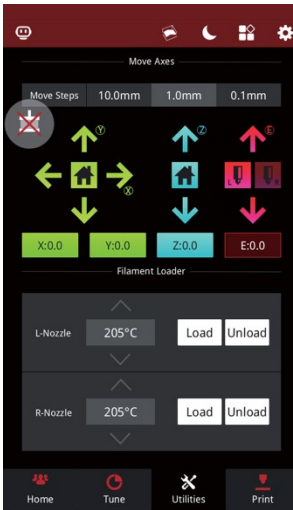 Move Axes
Move Steps 10.0mm 1.0mm 0.1mm
Y Z E
X
L R
X:0.0 Y:0.0 Z:0.0 E:0.0
Filament Loader
L-Nozzle 205°C Load Unload
R-Nozzle 205°C Load Unload
Home Tune Utilities Print